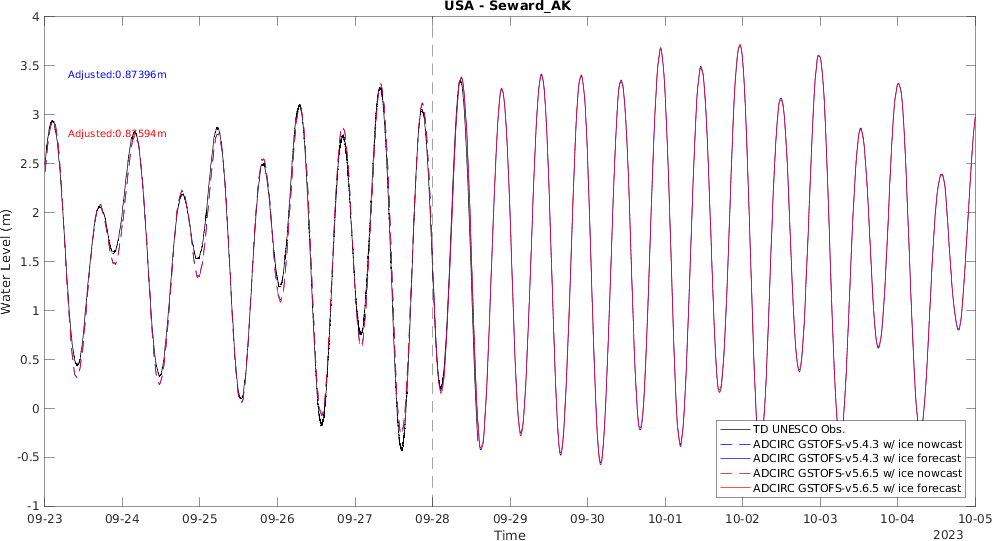 USA - Seward_AK
4
3.5
3
2.5
2
1.5
1
0.5
0
-0.5
-1
Water Level (m)
Adjusted:0.87396m
Adjusted:0.87594m
TD UNESCO Obs.
ADCIRC GSTOFS-v5.4.3 w/ ice nowcast
ADCIRC GSTOFS-v5.4.3 w/ ice forecast
ADCIRC GSTOFS-v5.6.5 w/ ice nowcast
ADCIRC GSTOFS-v5.6.5 w/ ice forecast
09-23 09-24 09-25 09-26 09-27 09-28 09-29 09-30 10-01 10-02 10-03 10-04 10-05
Time
2023